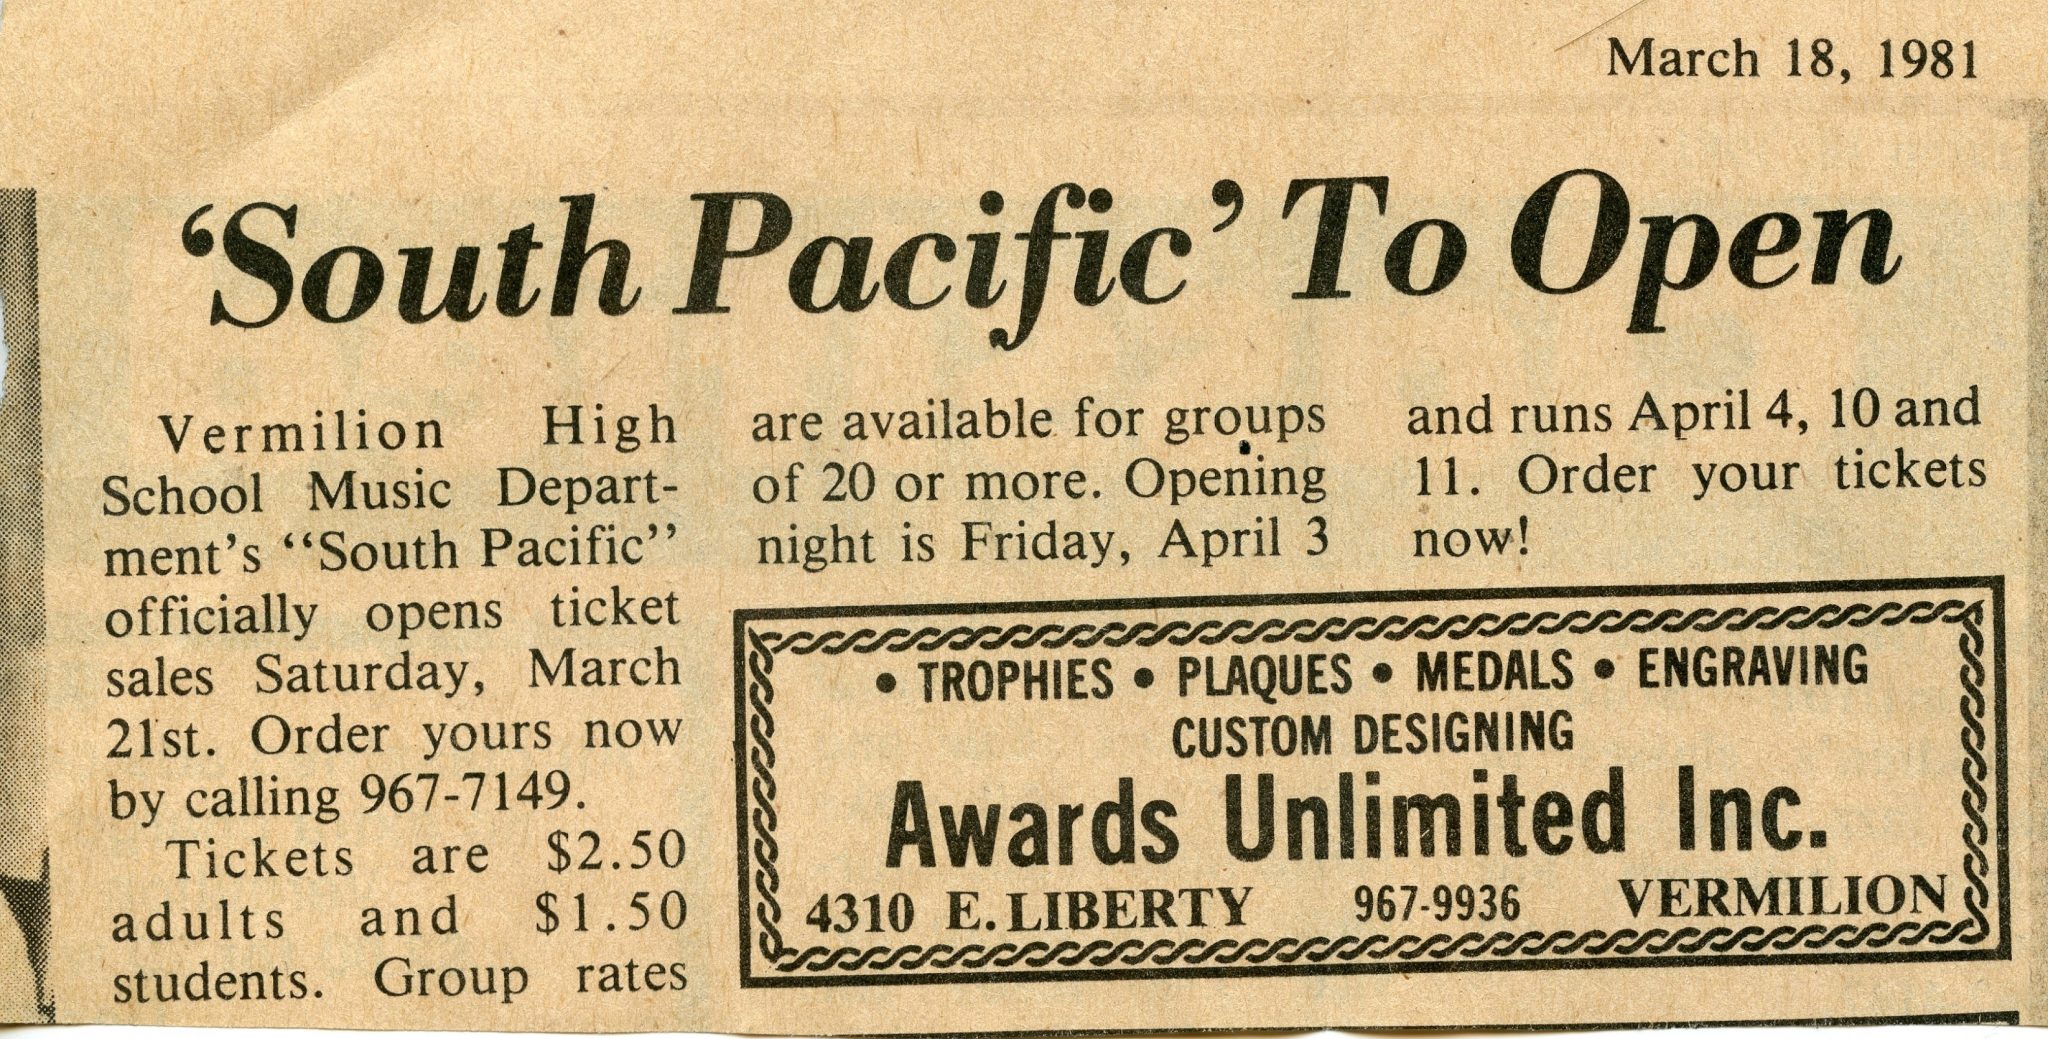 March 18, 1981
‘South Pacific’ To Open
Vermilion High
School Music Depart-
ment's ‘‘South Pacific’’
officially opens ticket
sales Saturday, March
21st. Order yours now
by calling 967-7149.
Tickets are $2.50
adults and $1.50
students. Group rates
are available for groups
of 20 or more. Opening
night is Friday, April 3
and runs April 4, 10 and
11. Order your tickets
now!
• TROPHIES • PLAQUES • MEDALS • ENGRAVING
CUSTOM DESIGNING
Awards Unlimited Inc.
4310 E. LIBERTY 967-9936 VERMILION